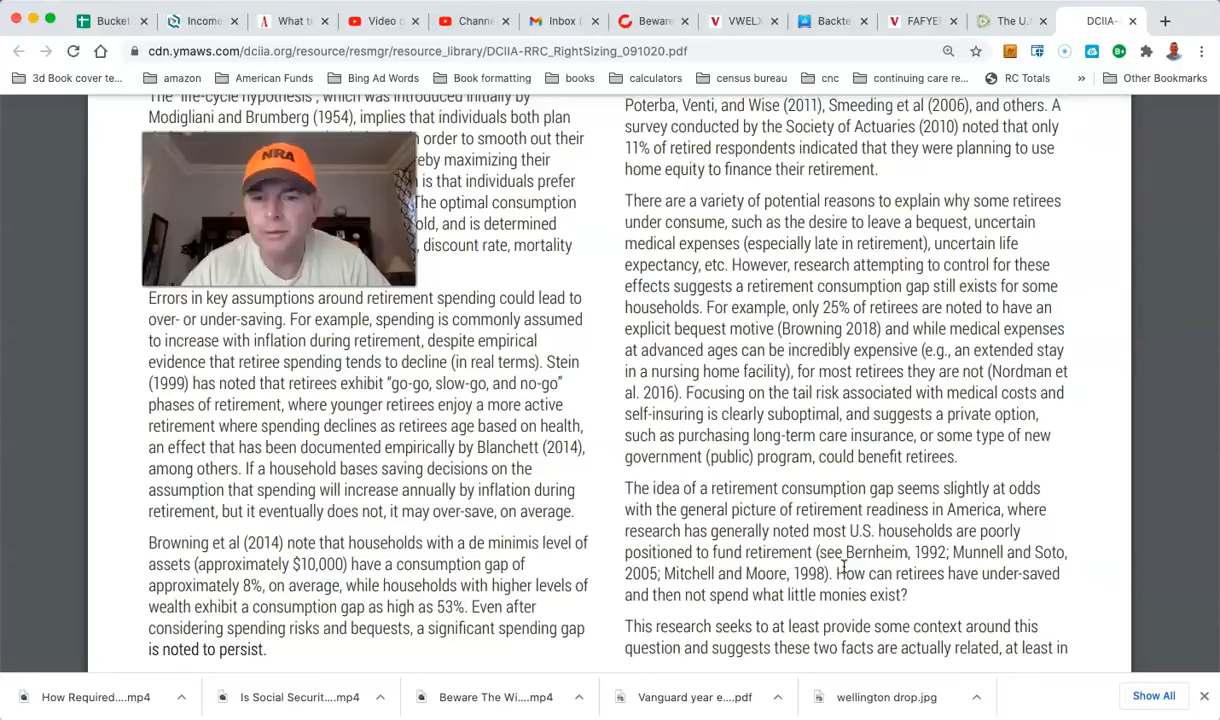 Bucket
Income
What ti
Video c
Channe
Inbox (
Beware
VWELX
Backte
FAFYEF
The U.
DCIIA-
cdn.ymaws.com/dciia.org/resource/resmgr/resource_library/DCIIA-RRC_RightSizing_091020.pdf
3d Book cover te...
amazon
American Funds
Bing Ad Words
Book formatting
books
calculators
census bureau
cnc
continuing care re...
RC Totals
»
Other Bookmarks
The "life-cycle hypothesis", which was introduced initially by
Modigliani and Brumberg (1954), implies that individuals both plan
order to smooth out their
eby maximizing their
is that individuals prefer
The optimal consumption
old, and is determined
, discount rate, mortality
NRA
Errors in key assumptions around retirement spending could lead to
over- or under-saving. For example, spending is commonly assumed
to increase with inflation during retirement, despite empirical
evidence that retiree spending tends to decline (in real terms). Stein
(1999) has noted that retirees exhibit “go-go, slow-go, and no-go”
phases of retirement, where younger retirees enjoy a more active
retirement where spending declines as retirees age based on health,
an effect that has been documented empirically by Blanchett (2014),
among others. If a household bases saving decisions on the
assumption that spending will increase annually by inflation during
retirement, but it eventually does not, it may over-save, on average.
Browning et al (2014) note that households with a de minimis level of
assets (approximately $10,000) have a consumption gap of
approximately 8%, on average, while households with higher levels of
wealth exhibit a consumption gap as high as 53%. Even after
considering spending risks and bequests, a significant spending gap
is noted to persist.
Poterba, Venti, and Wise (2011), Smeeding et al (2006), and others. A
survey conducted by the Society of Actuaries (2010) noted that only
11% of retired respondents indicated that they were planning to use
home equity to finance their retirement.
There are a variety of potential reasons to explain why some retirees
under consume, such as the desire to leave a bequest, uncertain
medical expenses (especially late in retirement), uncertain life
expectancy, etc. However, research attempting to control for these
effects suggests a retirement consumption gap still exists for some
households. For example, only 25% of retirees are noted to have an
explicit bequest motive (Browning 2018) and while medical expenses
at advanced ages can be incredibly expensive (e.g., an extended stay
in a nursing home facility), for most retirees they are not (Nordman et
al. 2016). Focusing on the tail risk associated with medical costs and
self-insuring is clearly suboptimal, and suggests a private option,
such as purchasing long-term care insurance, or some type of new
government (public) program, could benefit retirees.
The idea of a retirement consumption gap seems slightly at odds
with the general picture of retirement readiness in America, where
research has generally noted most U.S. households are poorly
positioned to fund retirement (see Bernheim, 1992; Munnell and Soto,
2005; Mitchell and Moore, 1998). How can retirees have under-saved
and then not spend what little monies exist?
This research seeks to at least provide some context around this
question and suggests these two facts are actually related, at least in
How Required....mp4
Is Social Securit....mp4
Beware The Wi....mp4
Vanguard year e....pdf
wellington drop.jpg
Show All